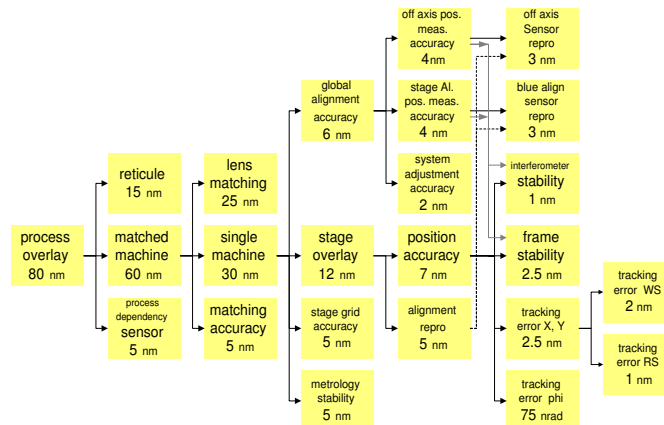 process
overlay
80 nm
reticule
15 nm
matched
machine
60 nm
process
dependency
sensor
5 nm
lens
matching
25 nm
single
machine
30 nm
matching
accuracy
5 nm
global
alignment
accuracy
6 nm
stage
overlay
12 nm
stage grid
accuracy
5 nm
metrology
stability
5 nm
off axis pos.
meas.
accuracy
4 nm
stage Al.
pos. meas.
accuracy
4 nm
system
adjustment
accuracy
2 nm
position
accuracy
7 nm
alignment
repro
5 nm
off axis
Sensor
repro
3 nm
blue align
sensor
repro
3 nm
interferometer
stability
1 nm
frame
stability
2.5 nm
tracking
error X, Y
2.5 nm
tracking
error phi
75 nrad
tracking
error WS
2 nm
tracking
error RS
1 nm